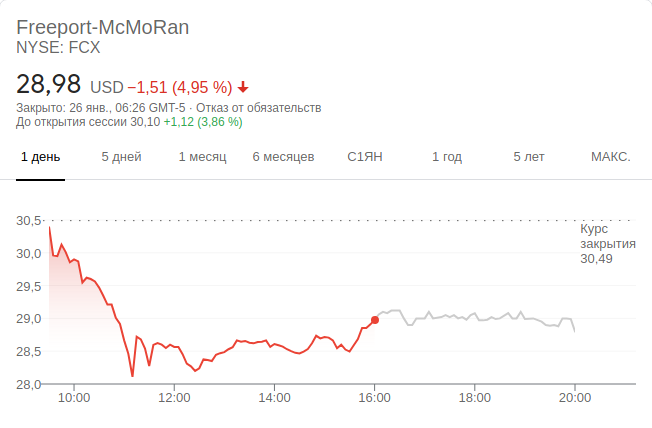 Freeport-McMoRan
NYSE: FCX
28,98 USD −1,51 (4,95 %)
Закрыто: 26 янв., 06:26 GMT-5 · Отказ от обязательств
До открытия сессии 30,10 +1,12 (3,86 %)
1 день 5 дней 1 месяц 6 месяцев С1ЯН 1 год 5 лет МАКС.
30,5
Курс
закрытия
30,49
30,0
29,5
29,0
28,5
28,0
10:00 12:00 14:00 16:00 18:00 20:00